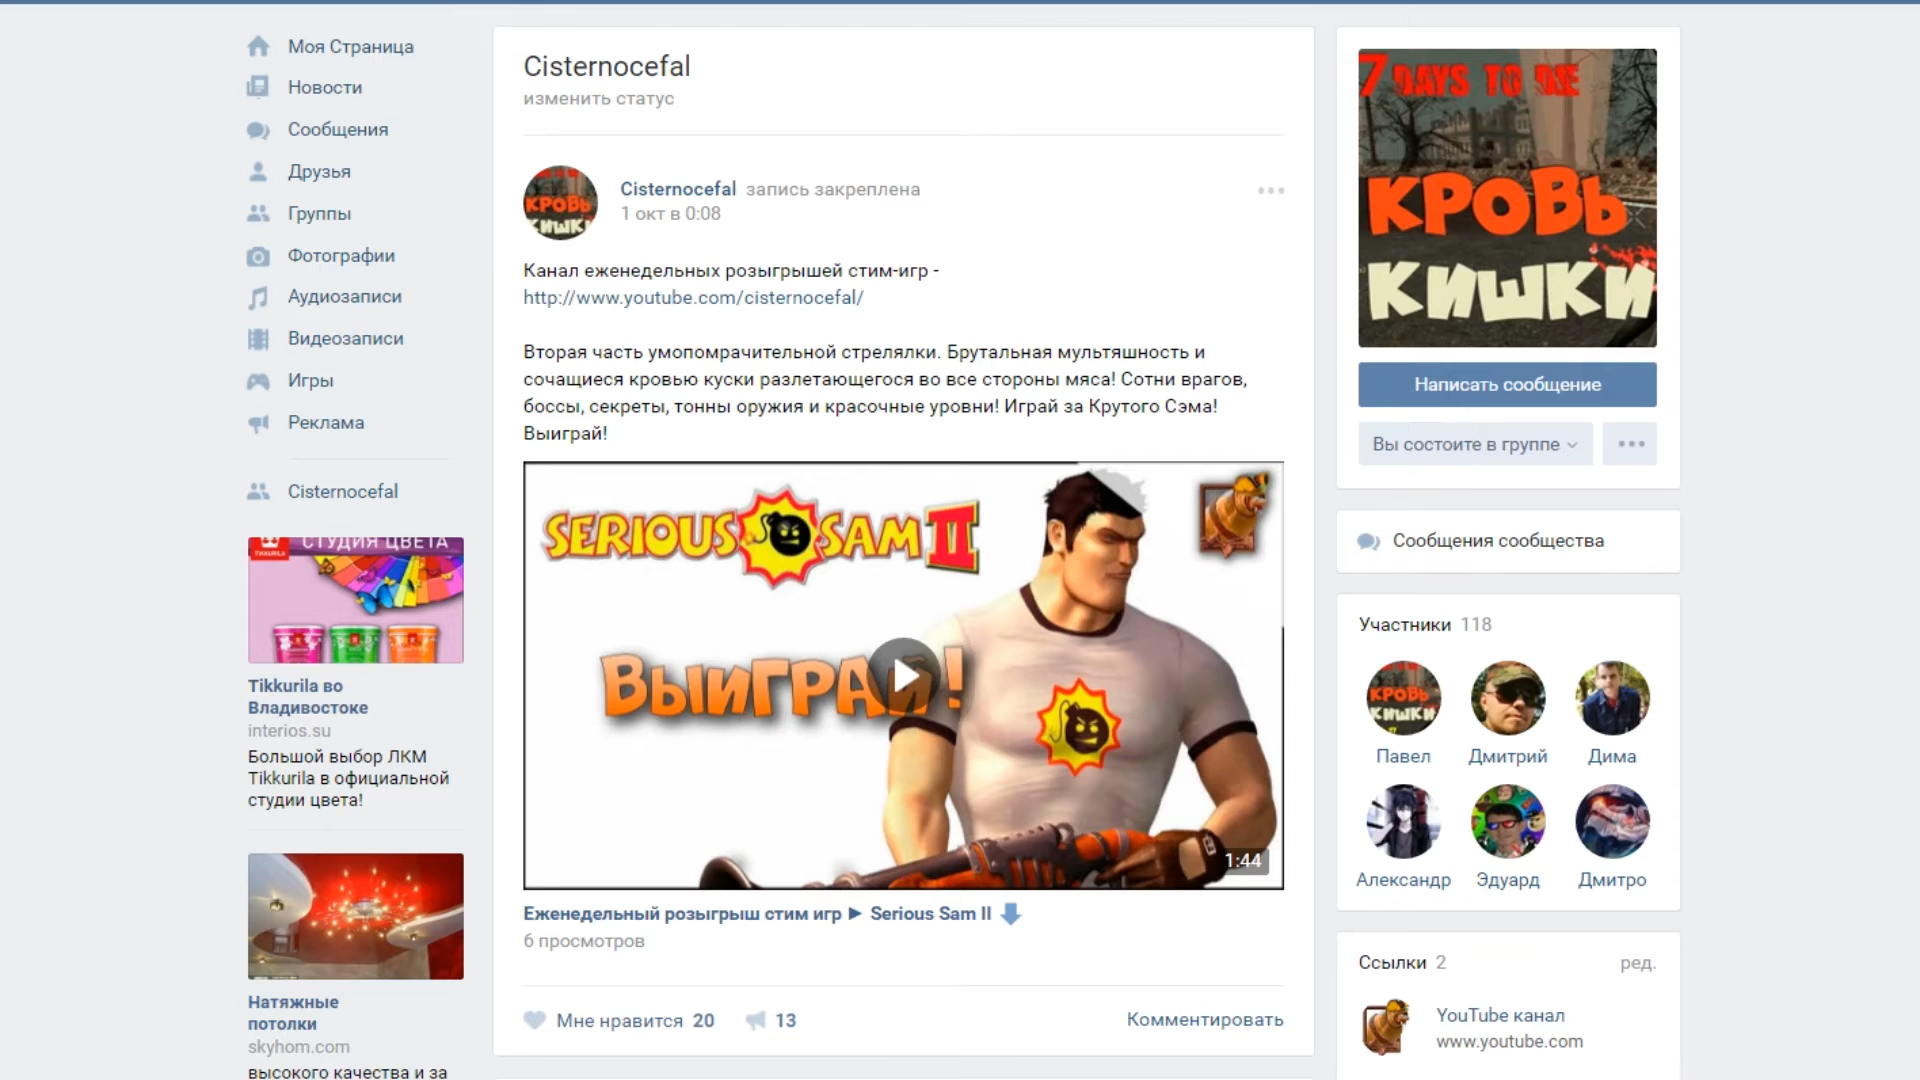 Моя Страница
Новости
Сообщения
Друзья
Группы
Фотографии
Аудиозаписи
Видеозаписи
Игры
Реклама
Cisternocefal
СТУДИЯ ЦВЕТА
TIKKURILA
Tikkurila во
Владивостоке
interios.su
Большой выбор ЛКМ
Tikkurila в официальной
студии цвета!
Натяжные
потолки
skyhom.com
высокого качества и за
Cisternocefal
изменить статус
КРОВЬ
КИШКИ
Cisternocefal запись закреплена
1 окт в 0:08
Канал еженедельных розыгрышей стим-игр -
http://www.youtube.com/cisternocefal/
Вторая часть умопомрачительной стрелялки. Брутальная мультяшность и
сочащиеся кровью куски разлетающегося во все стороны мяса! Сотни врагов,
боссы, секреты, тонны оружия и красочные уровни! Играй за Крутого Сэма!
Выиграй!
SERIOUS SAM II
ВЫИГРАЙ!
1:44
Еженедельный розыгрыш стим игр ► Serious Sam II
6 просмотров
Мне нравится 20
13
Комментировать
7 DAYS TO DIE
КРОВЬ
КИШКИ
Написать сообщение
Вы состоите в группе
Сообщения сообщества
Участники 118
КРОВЬ
КИШКИ
Павел
Дмитрий
Дима
Александр
Эдуард
Дмитро
Ссылки 2
ред.
YouTube канал
www.youtube.com